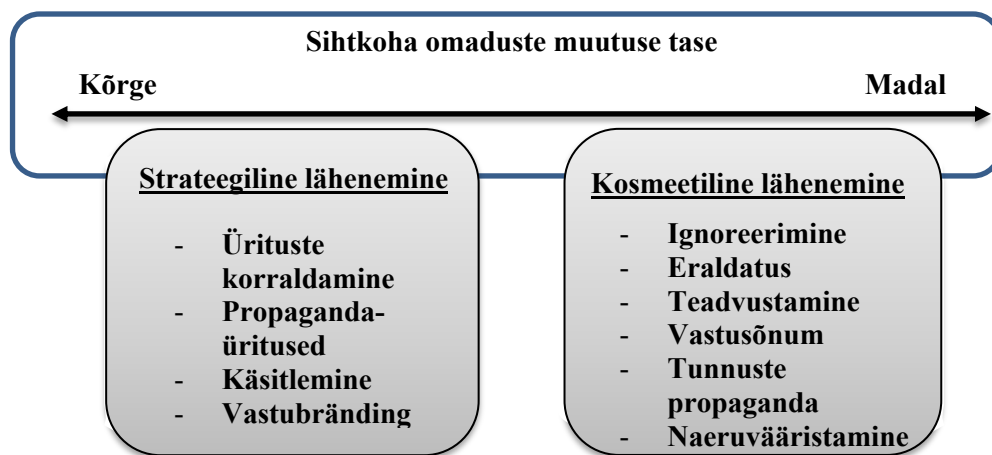 Sihtkoha omaduste muutuse tase
Kõrge
Madal
Strateegiline lähenemine
- Ürituste
korraldamine
- Propaganda-
üritused
- Käsitlemine
- Vastubränding
Kosmeetiline lähenemine
- Ignoreerimine
- Eraldatus
- Teadvustamine
- Vastusõnum
- Tunnuste
propaganda
- Naeruvääristamine